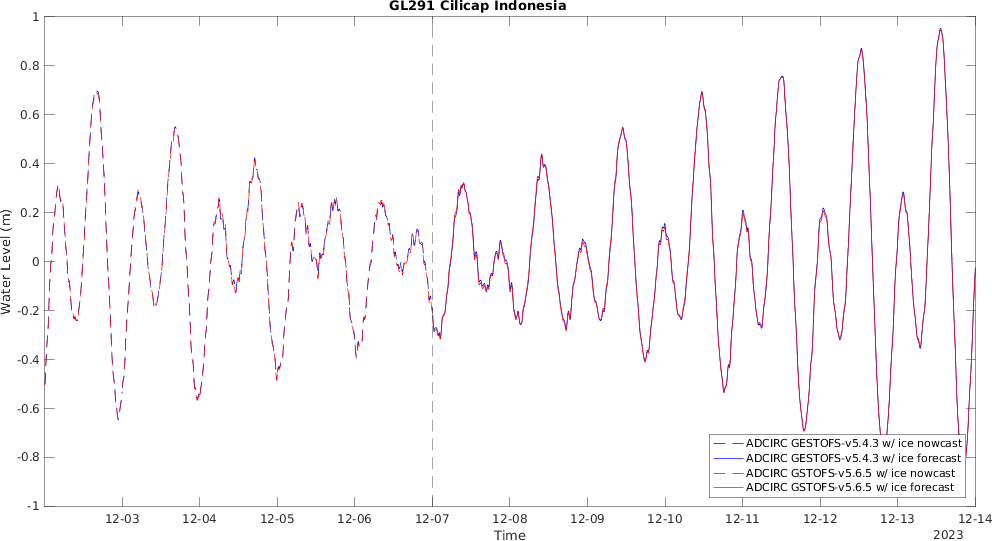 GL291 Cilicap Indonesia
Water Level (m)
1
0.8
0.6
0.4
0.2
0
-0.2
-0.4
-0.6
-0.8
-1
ADCIRC GESTOFS-v5.4.3 w/ ice nowcast
ADCIRC GESTOFS-v5.4.3 w/ ice forecast
ADCIRC GSTOFS-v5.6.5 w/ ice nowcast
ADCIRC GSTOFS-v5.6.5 w/ ice forecast
12-03 12-04 12-05 12-06 12-07 12-08 12-09 12-10 12-11 12-12 12-13 12-14
Time
2023